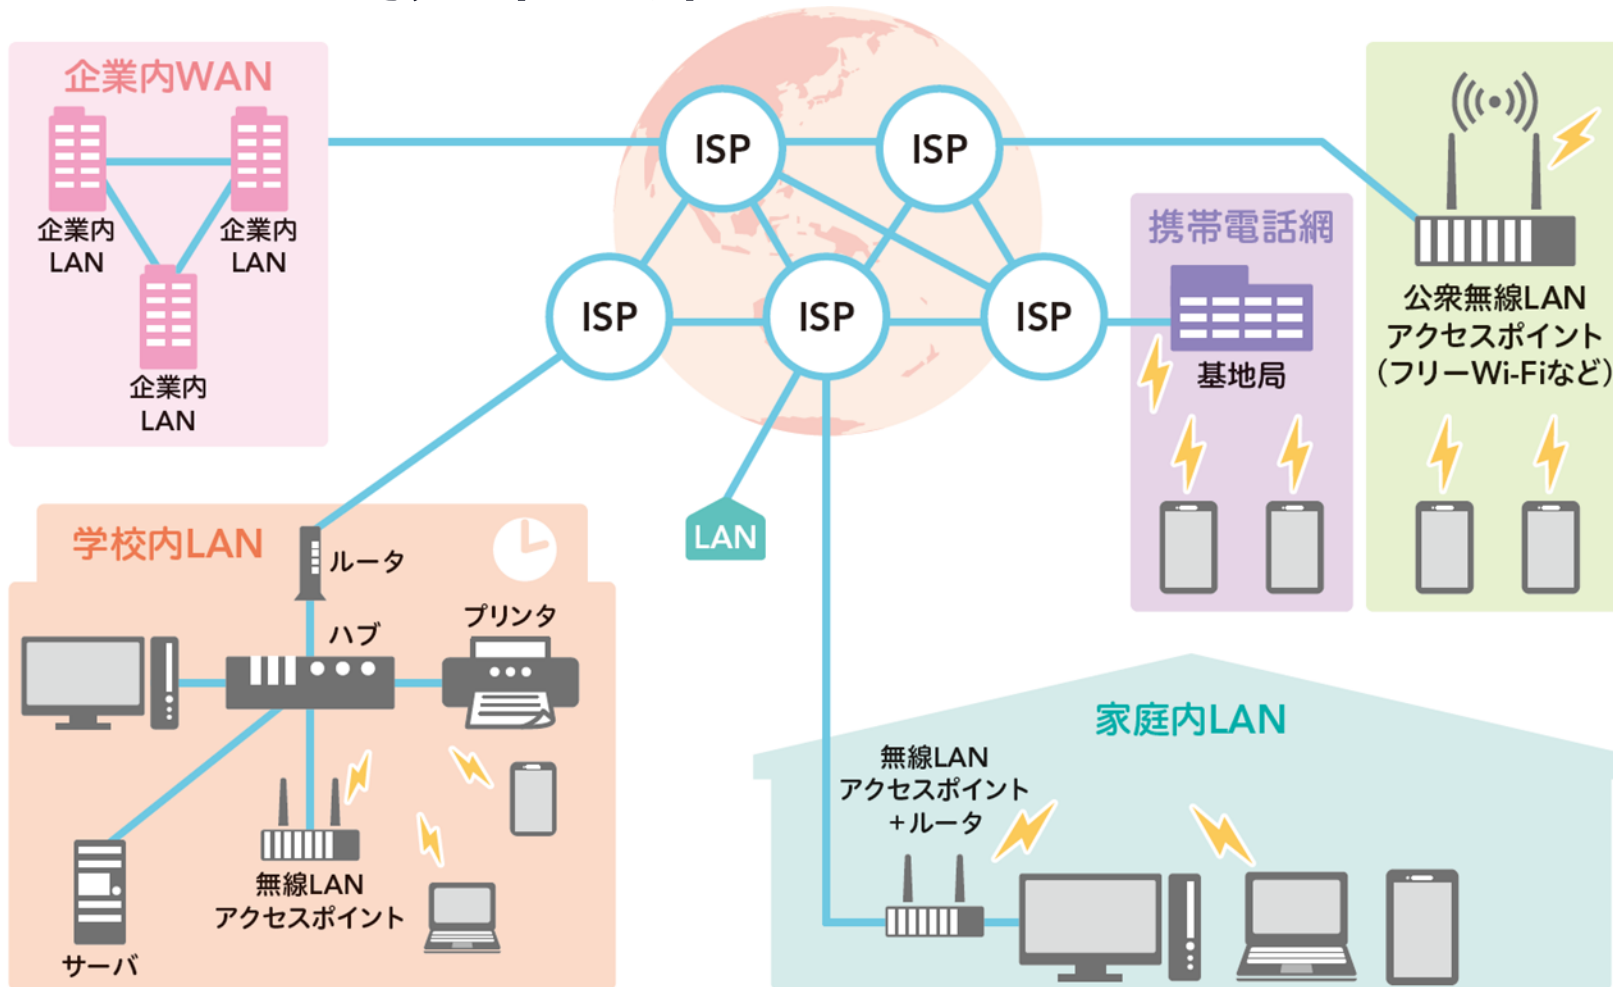 企業内WAN
企業内
LAN
企業内
LAN
企業内
LAN
ISP
ISP
ISP
ISP
ISP
携帯電話網
基地局
公衆無線LAN
アクセスポイント
（フリーWi-Fiなど）
LAN
学校内LAN
ルータ
ハブ
プリンタ
無線LAN
アクセスポイント
サーバ
家庭内LAN
無線LAN
アクセスポイント
+ルータ